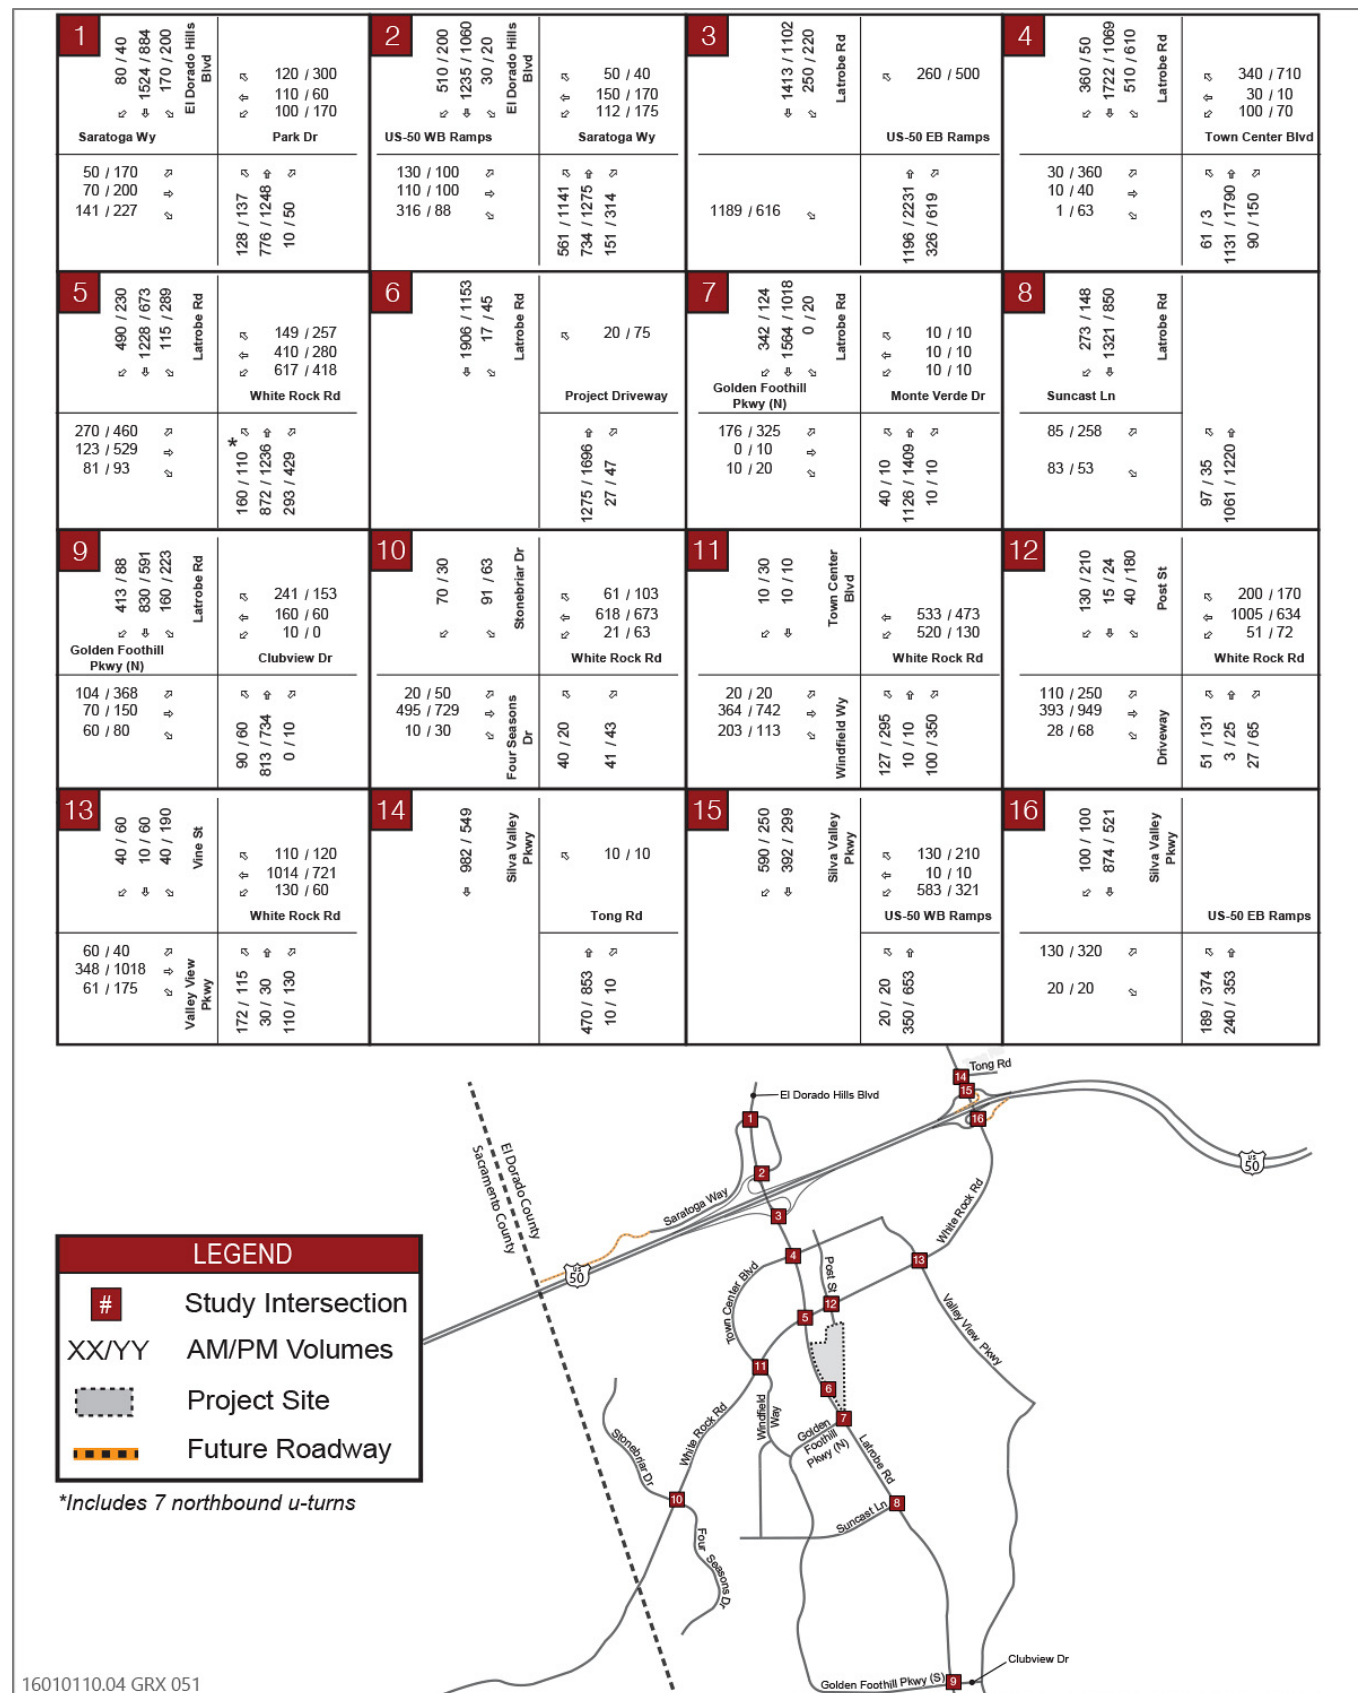 1
80 / 40
1524 / 884
170 / 200
El Dorado Hills
Blvd
120 / 300
110 / 60
100 / 170
Saratoga Wy
Park Dr
50 / 170
70 / 200
141 / 227
128 / 137
776 / 1248
10 / 50
2
510 / 200
1235 / 1060
30 / 20
El Dorado Hills
Blvd
50 / 40
150 / 170
112 / 175
US-50 WB Ramps
Saratoga Wy
130 / 100
110 / 100
316 / 88
561 / 1141
734 / 1275
151 / 314
3
1413 / 1102
250 / 220
Latrobe Rd
260 / 500
US-50 EB Ramps
1189 / 616
1196 / 2231
326 / 619
4
360 / 50
1722 / 1069
510 / 610
Latrobe Rd
340 / 710
30 / 10
100 / 70
Town Center Blvd
30 / 360
10 / 40
1 / 63
61 / 3
1131 / 1790
90 / 150
5
490 / 230
1228 / 673
115 / 289
Latrobe Rd
149 / 257
410 / 280
617 / 418
White Rock Rd
270 / 460
123 / 529
81 / 93
*
160 / 110
872 / 1236
293 / 429
6
1906 / 1153
17 / 45
Latrobe Rd
20 / 75
Project Driveway
1275 / 1696
27 / 47
7
342 / 124
1564 / 1018
0 / 20
Latrobe Rd
10 / 10
10 / 10
10 / 10
Golden Foothill
Pkwy (N)
Monte Verde Dr
176 / 325
0 / 10
10 / 20
40 / 10
1126 / 1409
10 / 10
8
273 / 148
1321 / 850
Latrobe Rd
Suncast Ln
85 / 258
83 / 53
97 / 35
1061 / 1220
9
413 / 88
830 / 591
160 / 223
Latrobe Rd
241 / 153
160 / 60
10 / 0
Golden Foothill
Pkwy (N)
Clubview Dr
104 / 368
70 / 150
60 / 80
90 / 60
813 / 734
0 / 10
10
70 / 30
91 / 63
Stonebriar Dr
61 / 103
618 / 673
21 / 63
White Rock Rd
20 / 50
495 / 729
10 / 30
Four Seasons
Dr
40 / 20
41 / 43
11
10 / 30
10 / 10
Town Center
Blvd
533 / 473
520 / 130
White Rock Rd
20 / 20
364 / 742
203 / 113
Windfield Wy
127 / 295
10 / 10
100 / 350
12
130 / 210
15 / 24
40 / 180
Post St
200 / 170
1005 / 634
51 / 72
White Rock Rd
110 / 250
393 / 949
28 / 68
Driveway
51 / 131
3 / 25
27 / 65
13
40 / 60
10 / 60
40 / 190
Vine St
110 / 120
1014 / 721
130 / 60
White Rock Rd
60 / 40
348 / 1018
61 / 175
Valley View
Pkwy
172 / 115
30 / 30
110 / 130
14
982 / 549
Silva Valley
Pkwy
10 / 10
Tong Rd
470 / 853
10 / 10
15
590 / 250
392 / 299
Silva Valley
Pkwy
130 / 210
10 / 10
583 / 321
US-50 WB Ramps
20 / 20
350 / 653
16
100 / 100
874 / 521
Silva Valley
Pkwy
US-50 EB Ramps
130 / 320
20 / 20
189 / 374
240 / 353
14
Tong Rd
15
16
El Dorado Hills Blvd
1
2
3
4
5
6
7
8
9
10
11
12
13
El Dorado County
Sacramento County
Saratoga Way
US
50
US
50
White Rock Rd
Town Center Blvd
Post St
Valley View Pkwy
Windfield
Way
White Rock Rd
Golden
Foothill
Pkwy (N)
Latrobe Rd
Stonebriar Dr
Four Seasons Dr
Suncast Ln
Clubview Dr
Golden Foothill Pkwy (S)
LEGEND
# Study Intersection
XX/YY AM/PM Volumes
Project Site
Future Roadway
*Includes 7 northbound u-turns
16010110.04 GRX 051